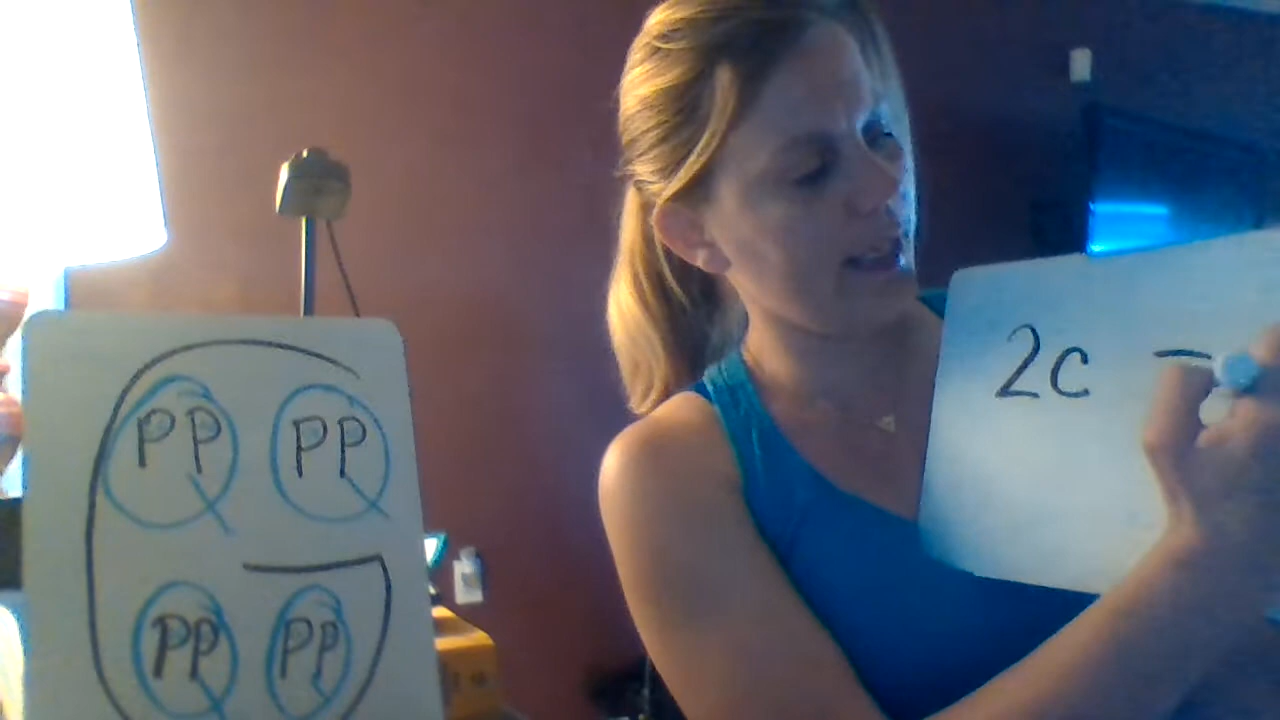 G
Q Q
PP PP
Q Q
PP PP
2c =